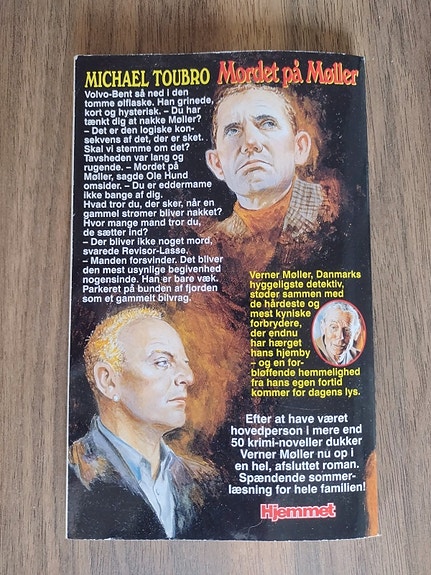 MICHAEL TOUBRO Mordet på Møller
Volvo-Bent så ned i den
tomme ølflaske. Han grinede,
kort og hysterisk. – Du har
tænkt dig at nakke Møller?
– Det er den logiske kon-
sekvens af det, der er sket.
Skal vi stemme om det?
Tavsheden var lang og
rugende. – Mordet på
Møller, sagde Ole Hund
omsider. – Du er eddermame
ikke bange af dig.
Hvad tror du, der sker, når en
gammel strømer bliver nakket?
Hvor mange mand tror du,
de sætter ind?
– Der bliver ikke noget mord,
svarede Revisor-Lasse.
– Manden forsvinder. Det bliver
den mest usynlige begivenhed
nogensinde. Han er bare væk.
Parkeret på bunden af fjorden
som et gammelt bilvrag.
Verner Møller, Danmarks
hyggeligste detektiv,
støder sammen med
de hårdeste og
mest kyniske
forbrydere,
der endnu
har hærget
hans hjemby
– og en for-
bløffende hemmelighed
fra hans egen fortid
kommer for dagens lys.
Efter at have været
hovedperson i mere end
50 krimi-noveller dukker
Verner Møller nu op i
en hel, afsluttet roman.
Spændende sommer-
læsning for hele familien!
Hjemmet